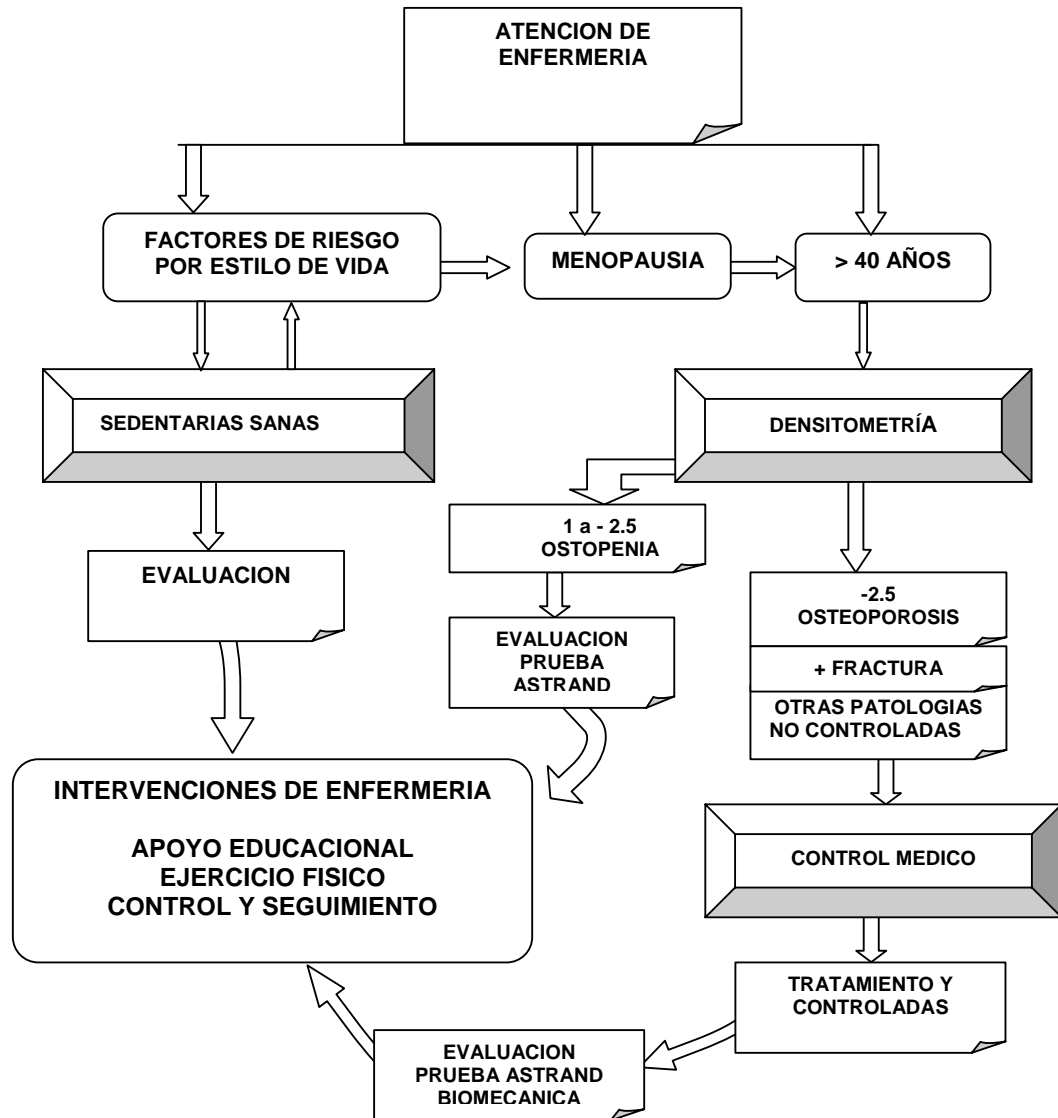 ATENCION DE
ENFERMERIA
FACTORES DE RIESGO
POR ESTILO DE VIDA
MENOPAUSIA
> 40 AÑOS
SEDENTARIAS SANAS
DENSITOMETRÍA
1 a - 2.5
OSTOPENIA
EVALUACION
-2.5
OSTEOPOROSIS
EVALUACION
PRUEBA
ASTRAND
+ FRACTURA
OTRAS PATOLOGIAS
NO CONTROLADAS
INTERVENCIONES DE ENFERMERIA
APOYO EDUCACIONAL
EJERCICIO FISICO
CONTROL Y SEGUIMIENTO
CONTROL MEDICO
TRATAMIENTO Y
CONTROLADAS
EVALUACION
PRUEBA ASTRAND
BIOMECANICA